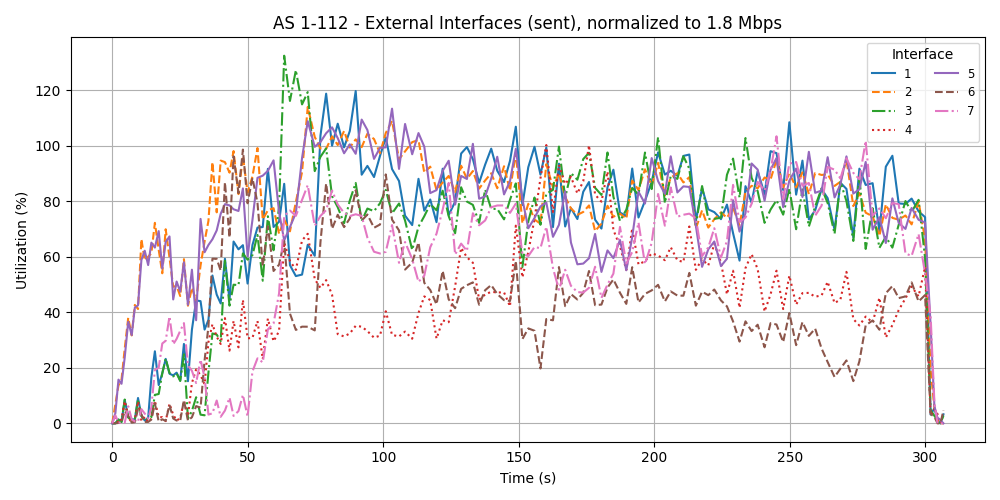 AS 1-112 - External Interfaces (sent), normalized to 1.8 Mbps
Utilization (%)
120
100
80
60
40
20
0
0 50 100 150 200 250 300
Time (s)
Interface
1 5
2 6
3 7
4